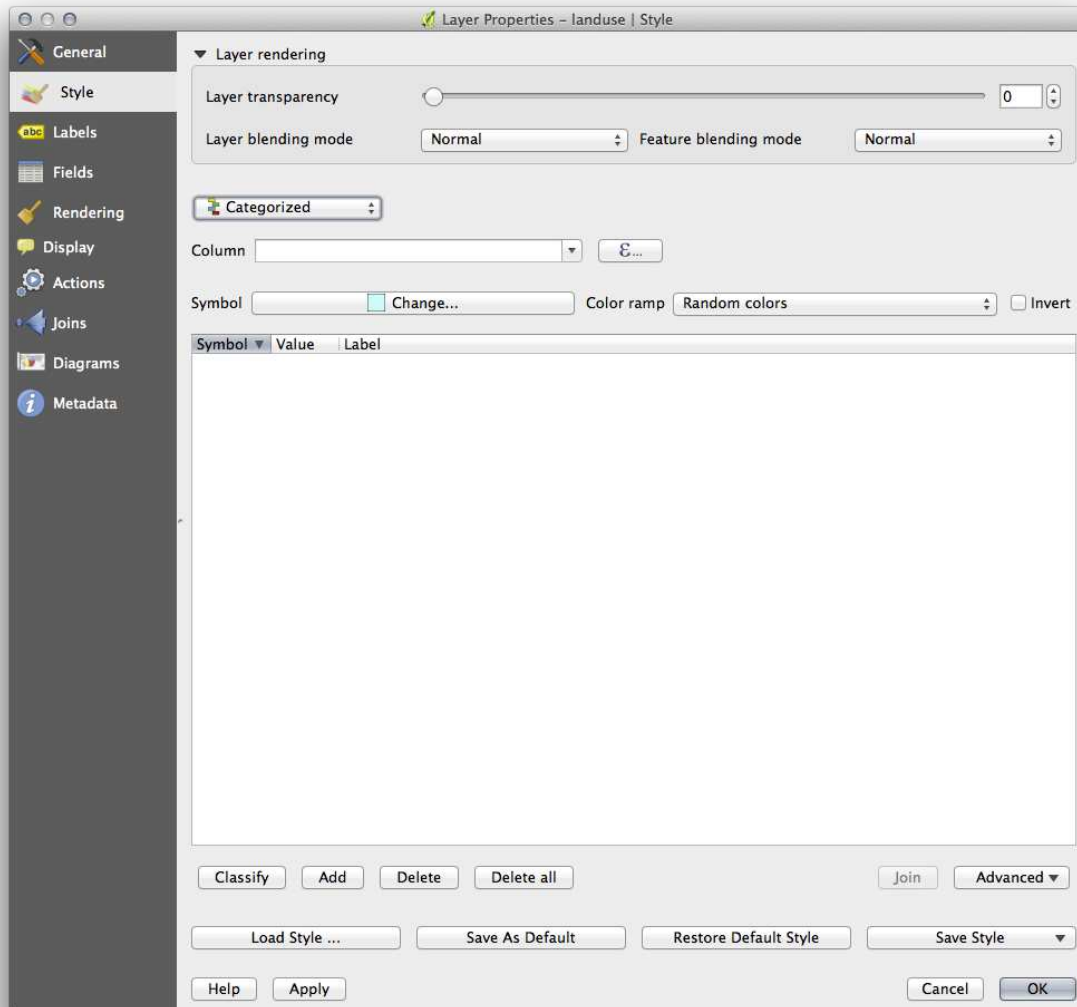 Layer Properties - landuse | Style
General
Style
abc Labels
Fields
Rendering
Display
Actions
Joins
Diagrams
i Metadata
Layer rendering
Layer transparency 0
Layer blending mode Normal Feature blending mode Normal
Categorized
Column ε...
Symbol Change... Color ramp Random colors Invert
Symbol Value Label
Classify Add Delete Delete all Join Advanced
Load Style ... Save As Default Restore Default Style Save Style
Help Apply Cancel OK